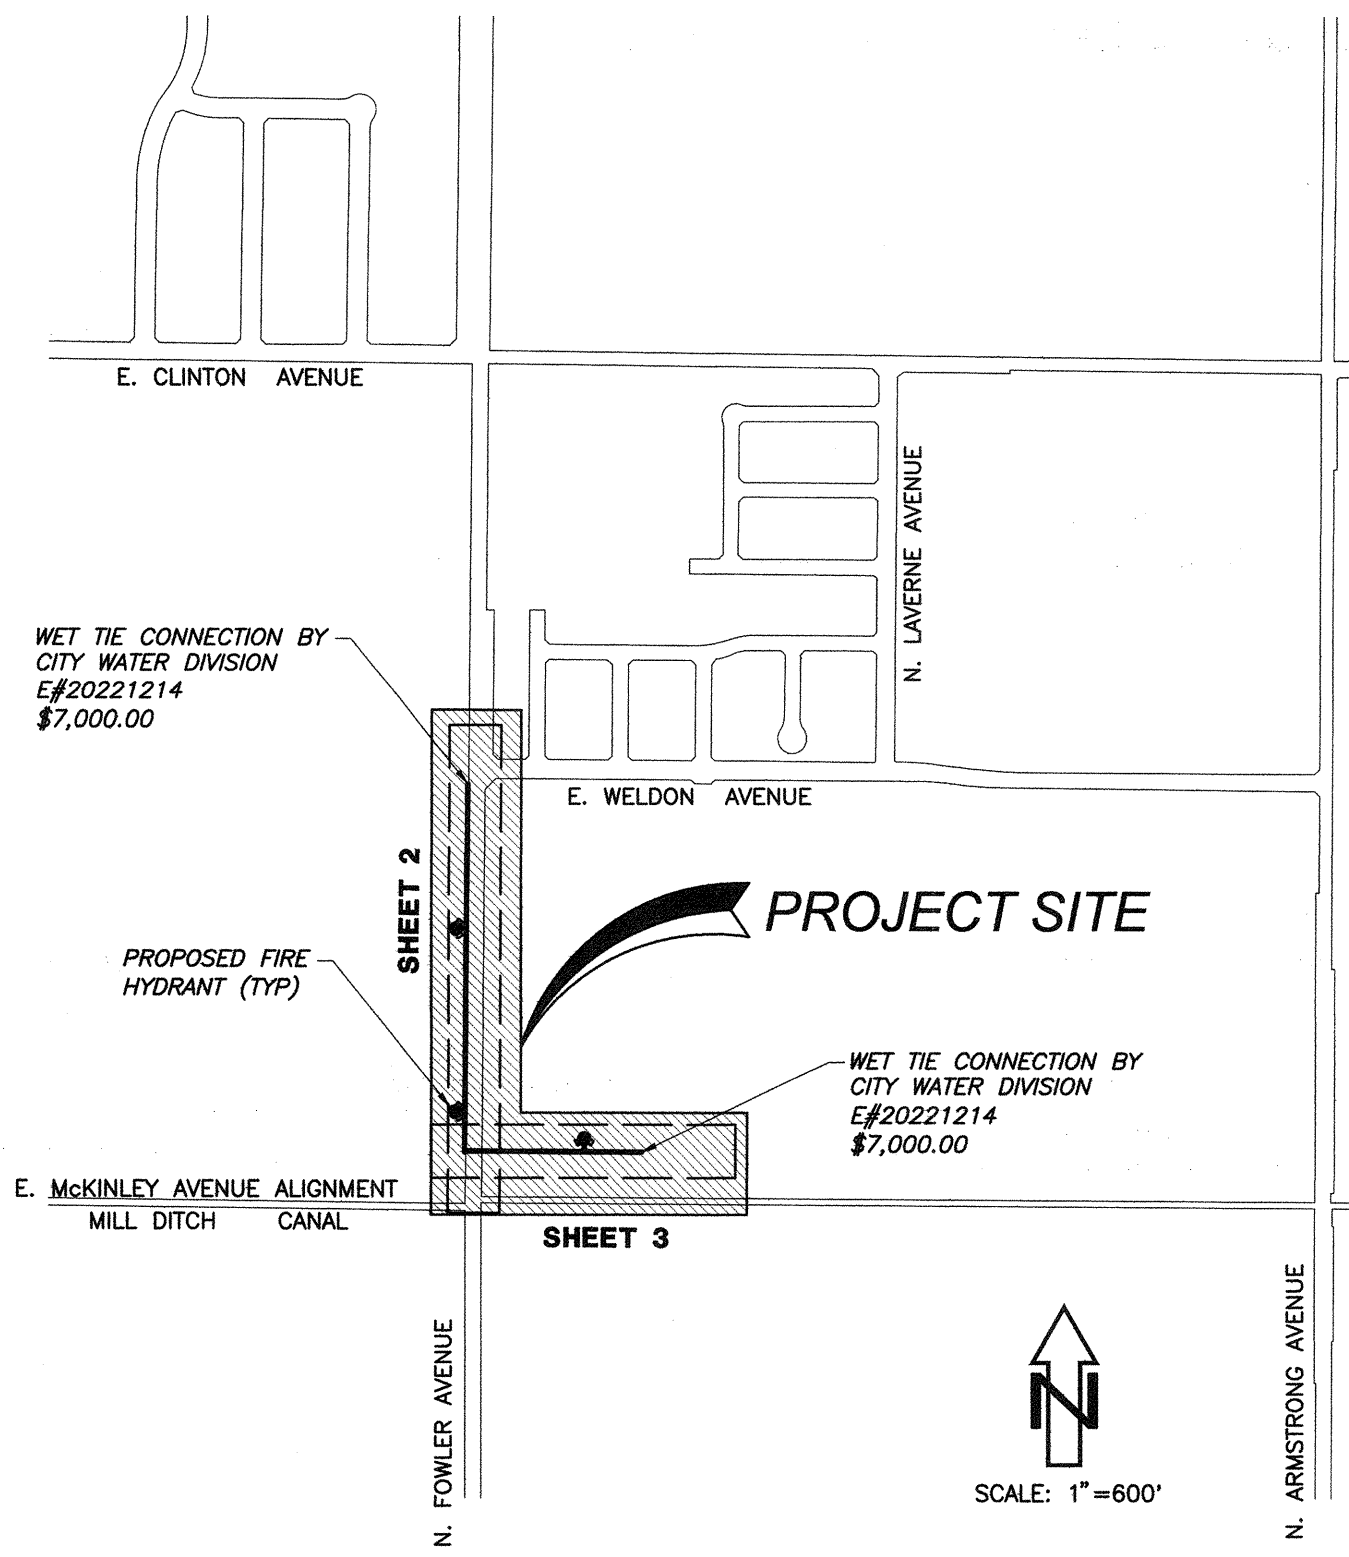 E. CLINTON AVENUE
N. LAVERNE AVENUE
WET TIE CONNECTION BY
CITY WATER DIVISION
E#20221214
$7,000.00
E. WELDON AVENUE
SHEET 2
PROJECT SITE
PROPOSED FIRE
HYDRANT (TYP)
WET TIE CONNECTION BY
CITY WATER DIVISION
E#20221214
$7,000.00
E. McKINLEY AVENUE ALIGNMENT
MILL DITCH CANAL
SHEET 3
N. FOWLER AVENUE
N
SCALE: 1"=600'
N. ARMSTRONG AVENUE